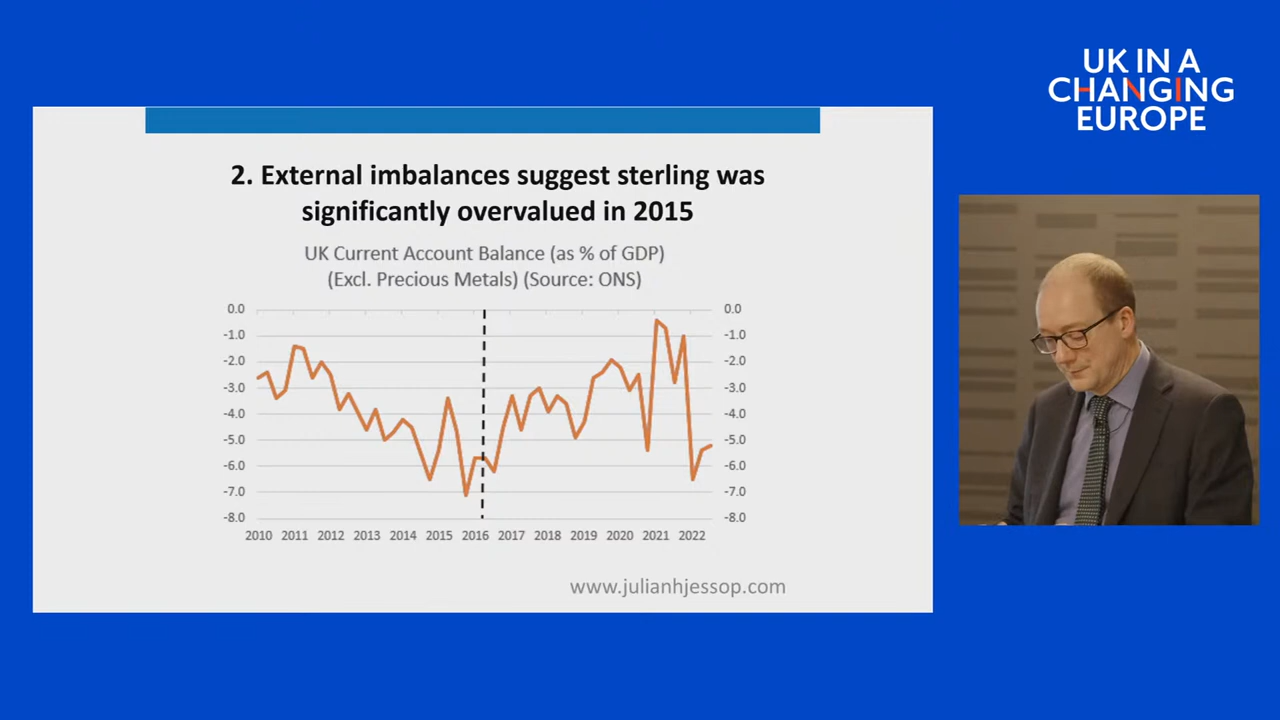 UK IN A
CHANGING
EUROPE
2. External imbalances suggest sterling was
significantly overvalued in 2015
UK Current Account Balance (as % of GDP)
(Excl. Precious Metals) (Source: ONS)
0.0 0.0
-1.0 -1.0
-2.0 -2.0
-3.0 -3.0
-4.0 -4.0
-5.0 -5.0
-6.0 -6.0
-7.0 -7.0
-8.0 -8.0
2010 2011 2012 2013 2014 2015 2016 2017 2018 2019 2020 2021 2022
www.julianhjessop.com